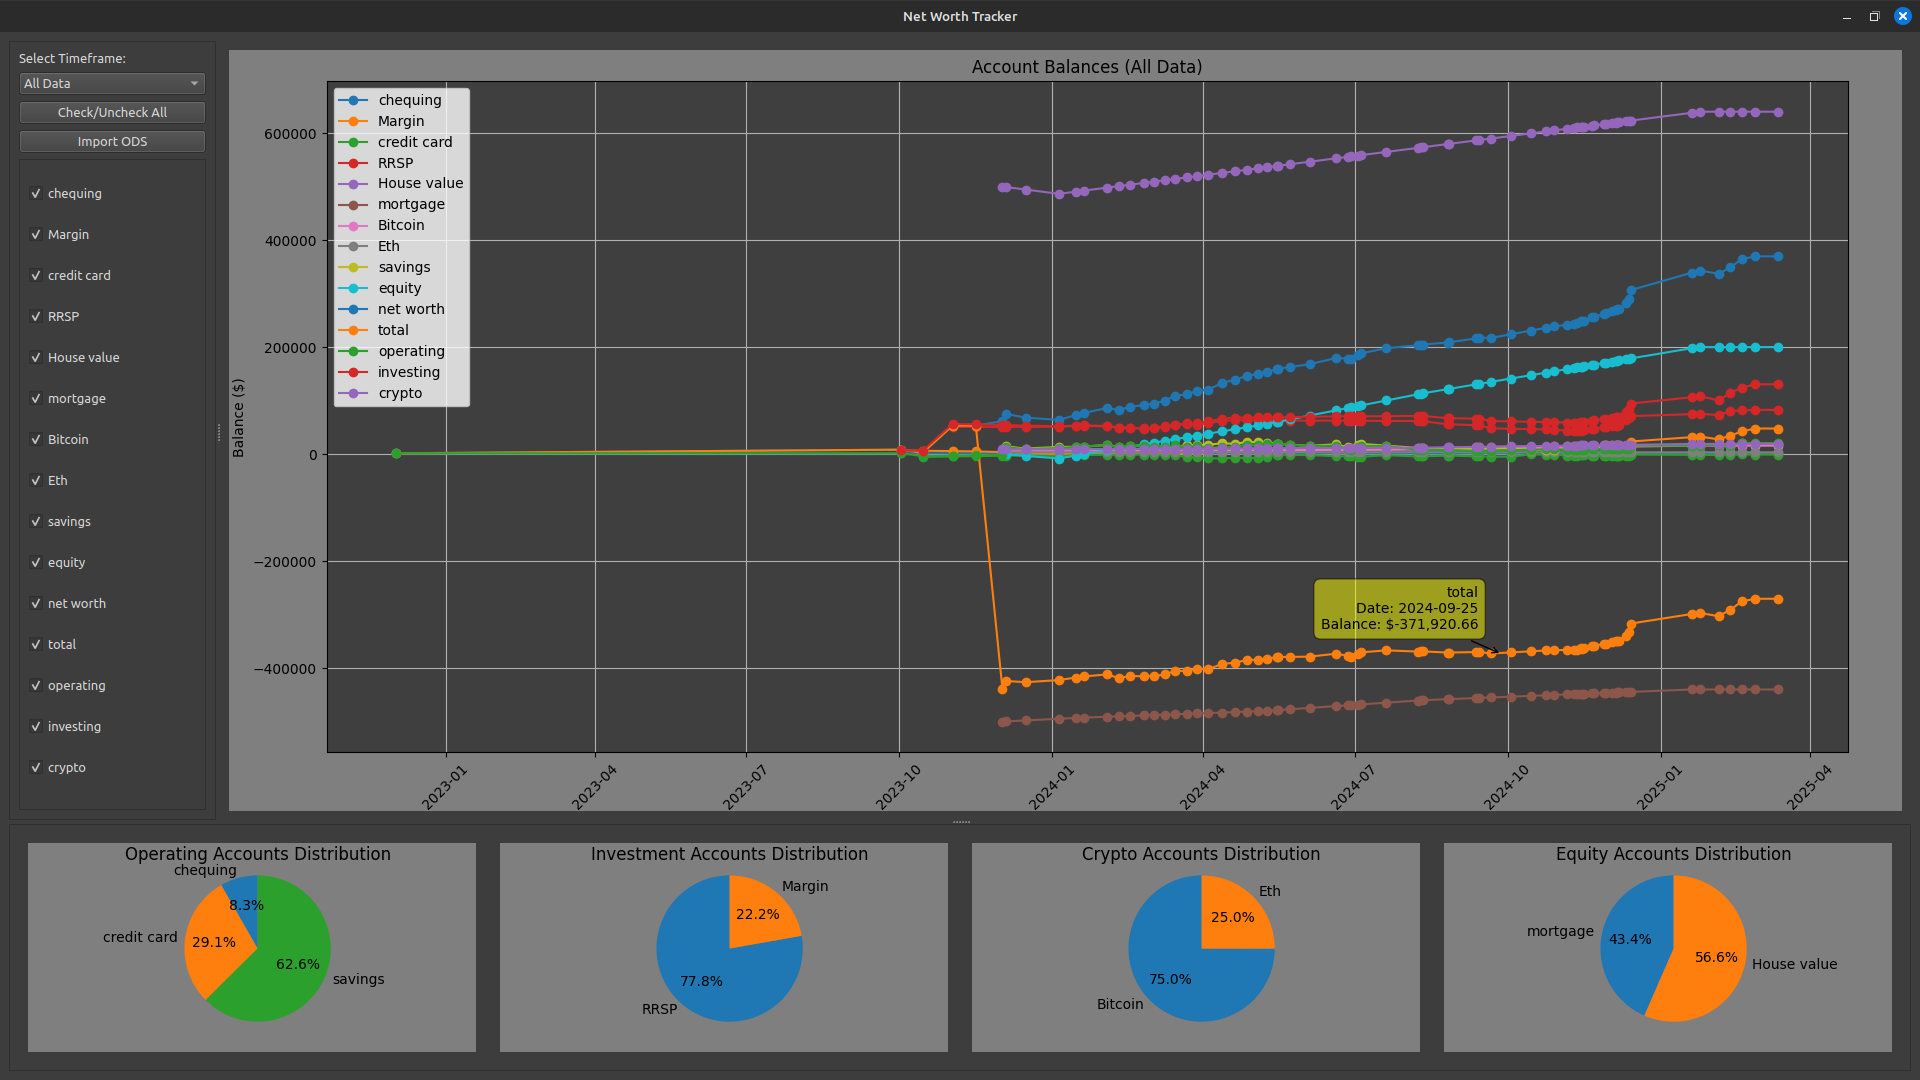 Net Worth Tracker
Select Timeframe:
All Data
Check/Uncheck All
Import ODS
chequing
Margin
credit card
RRSP
House value
mortgage
Bitcoin
Eth
savings
equity
net worth
total
operating
investing
crypto
Account Balances (All Data)
Balance ($)
600000
400000
200000
0
−200000
−400000
chequing
Margin
credit card
RRSP
House value
mortgage
Bitcoin
Eth
savings
equity
net worth
total
operating
investing
crypto
total
Date: 2024-09-25
Balance: $-371,920.66
2023-01
2023-04
2023-07
2023-10
2024-01
2024-04
2024-07
2024-10
2025-01
2025-04
Operating Accounts Distribution
chequing
8.3%
credit card
29.1%
62.6%
savings
Investment Accounts Distribution
Margin
22.2%
77.8%
RRSP
Crypto Accounts Distribution
Eth
25.0%
75.0%
Bitcoin
Equity Accounts Distribution
mortgage
43.4%
56.6%
House value